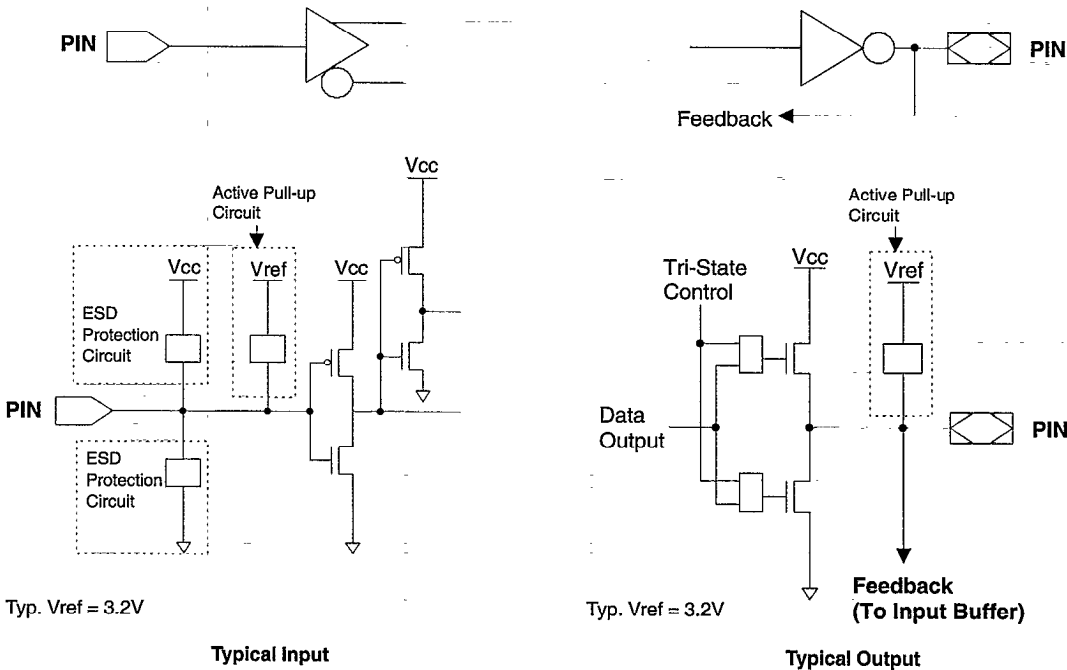 PIN
PIN
Feedback
Vcc
Active Pull-up
Circuit
Vcc
Vref
Vcc
ESD
Protection
Circuit
PIN
ESD
Protection
Circuit
Typ. Vref = 3.2V
Typical Input
Active Pull-up
Circuit
Vcc
Vref
Tri-State
Control
Data
Output
PIN
Feedback
(To Input Buffer)
Typ. Vref = 3.2V
Typical Output